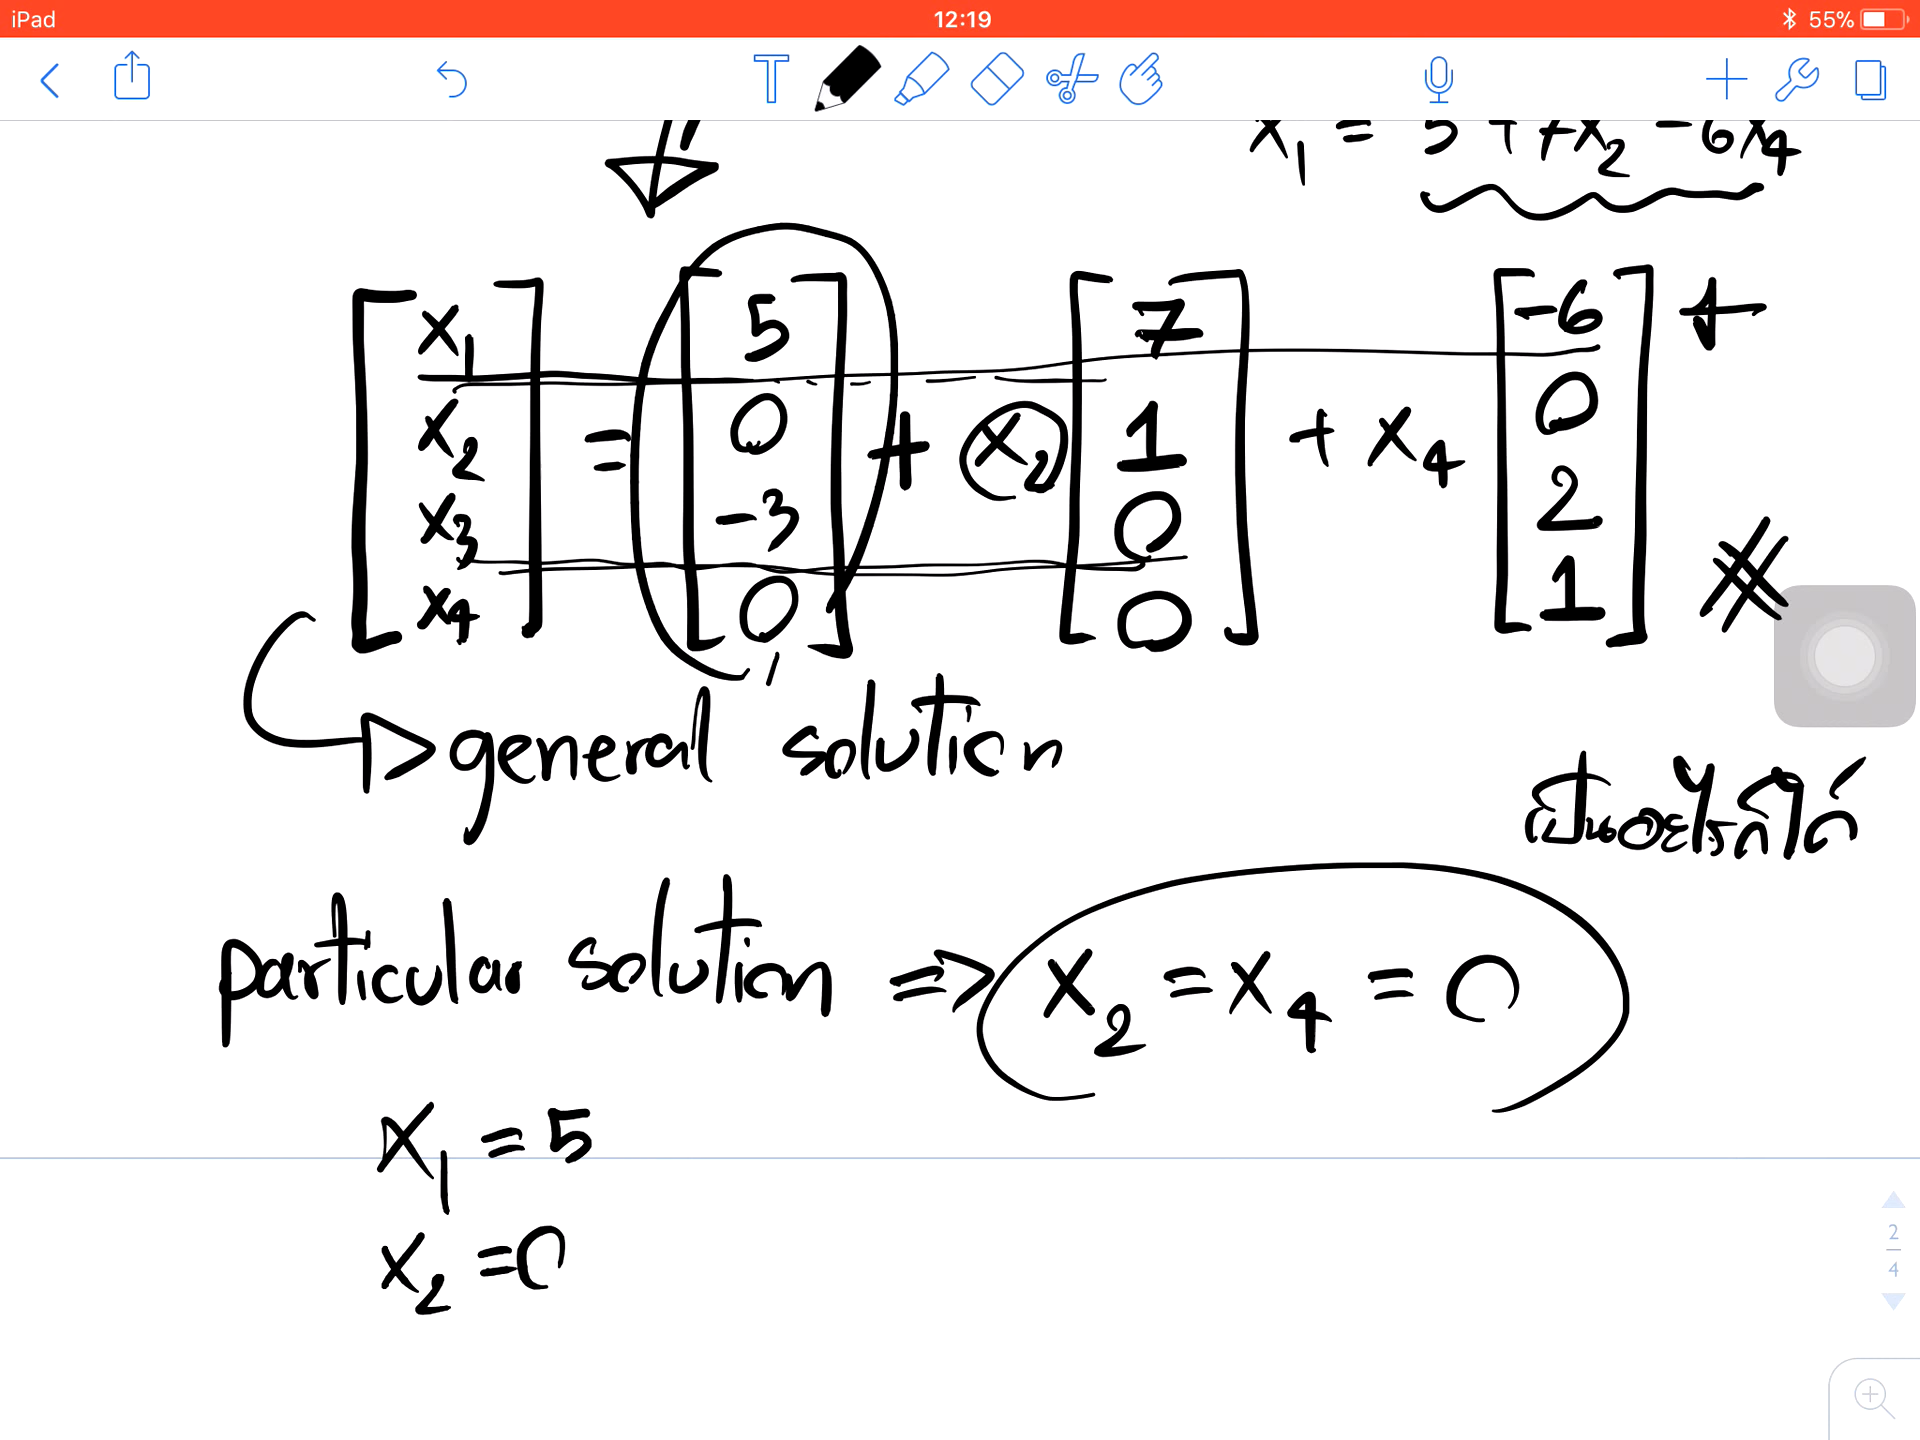 iPad 12:19 55%
T
x₁ = 5 + 7x₂ - 6x₄
[x₁ x₂ x₃ x₄] = [5 0 -3 0] + x₂ [7 1 0 0] + x₄ [-6 0 2 1] #
general solution
เป็นอะไรก็ได้
particular solution ⇒ x₂ = x₄ = 0
x₁ = 5
x₂ = 0
2
4